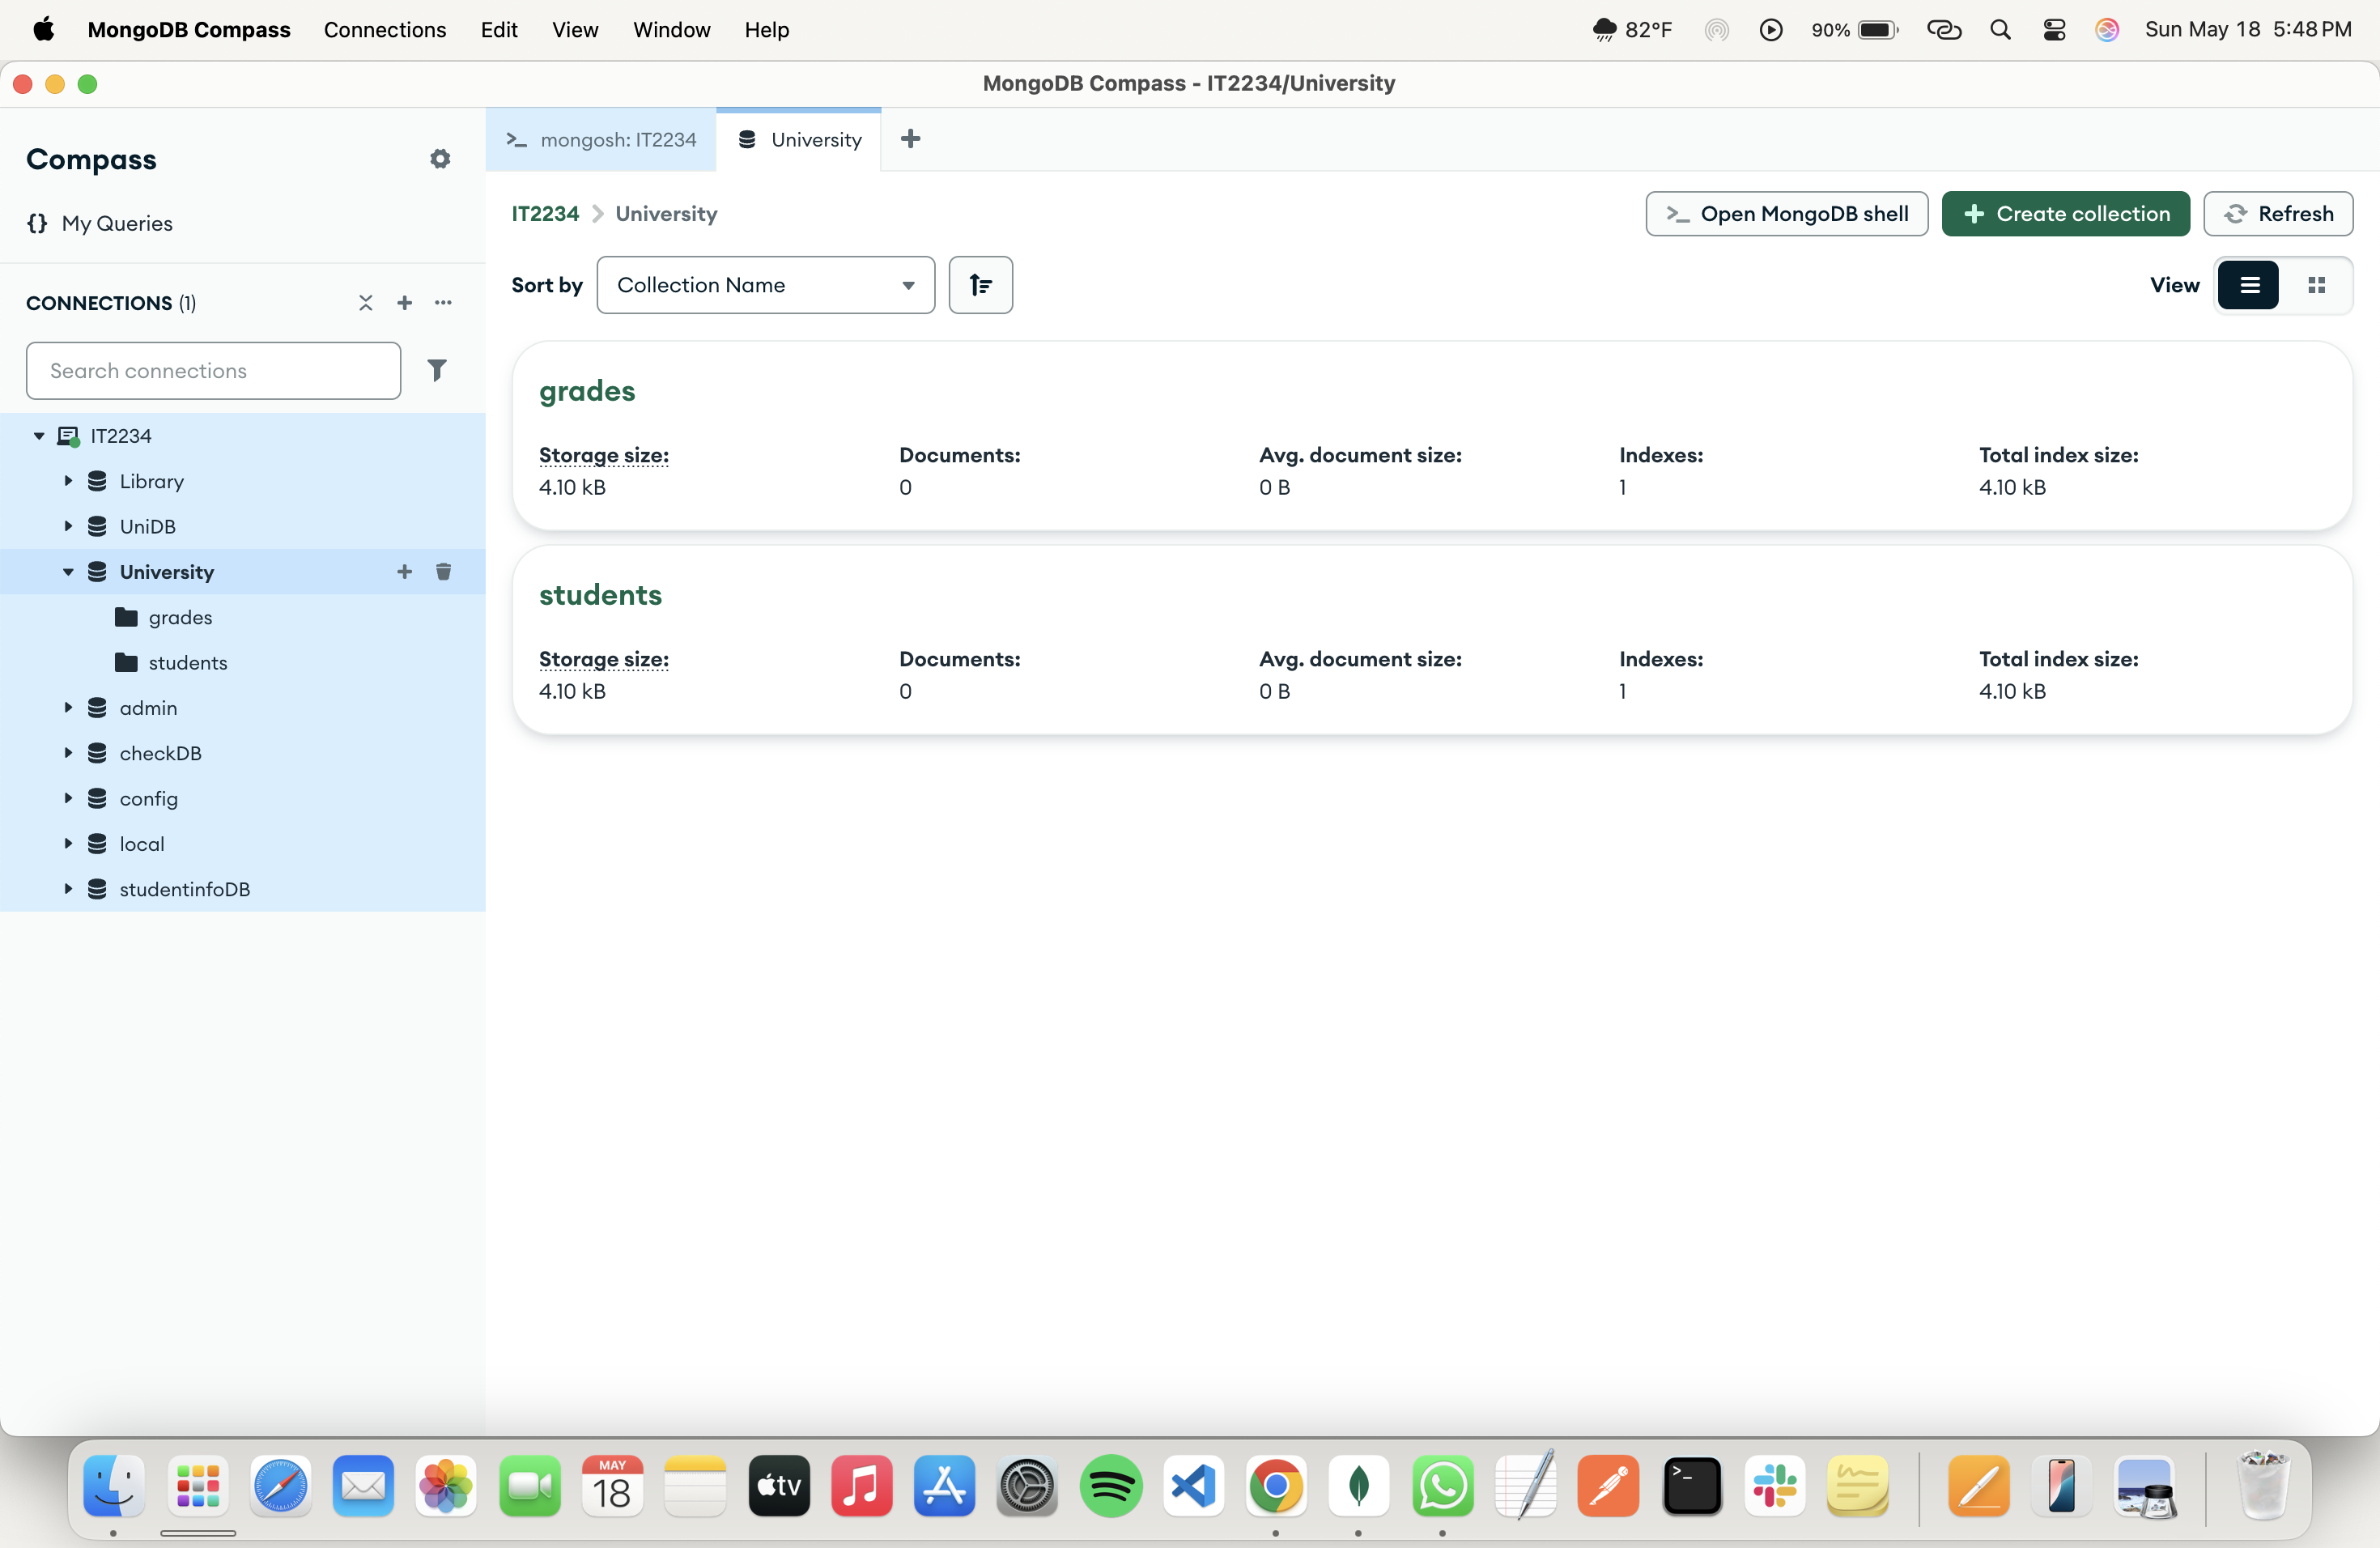 MongoDB Compass Connections Edit View Window Help 82°F 90% Sun May 18 5:48 PM
MongoDB Compass - IT2234/University
Compass
{} My Queries
CONNECTIONS (1)
Search connections
IT2234
Library
UniDB
University
grades
students
admin
checkDB
config
local
studentinfoDB
>_ mongosh: IT2234 University +
IT2234 > University >_ Open MongoDB shell + Create collection Refresh
Sort by Collection Name View
grades
Storage size: Documents: Avg. document size: Indexes: Total index size:
4.10 kB 0 0 B 1 4.10 kB
students
Storage size: Documents: Avg. document size: Indexes: Total index size:
4.10 kB 0 0 B 1 4.10 kB
MAY
18
tv
>_